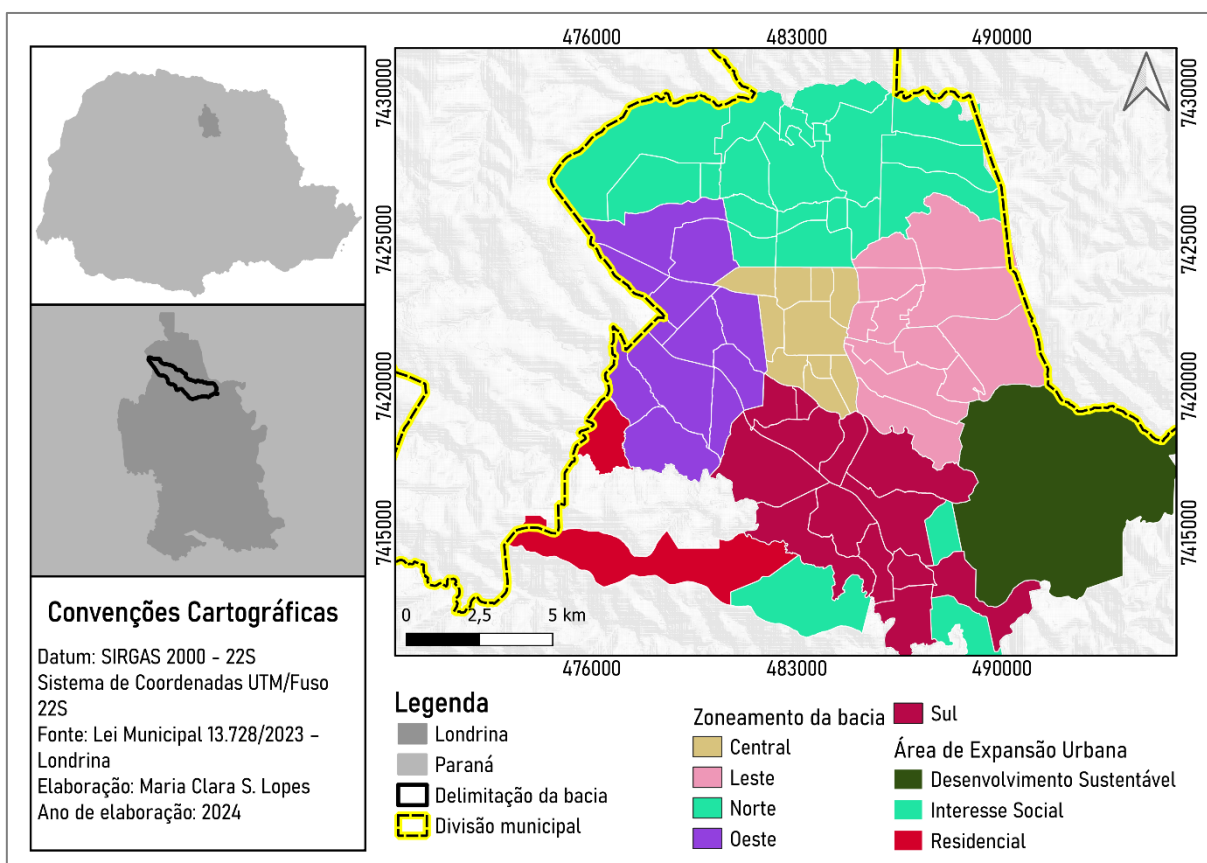 476000
483000
490000
7430000
7430000
7425000
7425000
7420000
7420000
7415000
7415000
0
2,5
5 km
476000
483000
490000
Convenções Cartográficas
Datum: SIRGAS 2000 - 22S
Sistema de Coordenadas UTM/Fuso
22S
Fonte: Lei Municipal 13.728/2023 –
Londrina
Elaboração: Maria Clara S. Lopes
Ano de elaboração: 2024
Legenda
Londrina
Paraná
Delimitação da bacia
Divisão municipal
Zoneamento da bacia
Central
Leste
Norte
Oeste
Sul
Área de Expansão Urbana
Desenvolvimento Sustentável
Interesse Social
Residencial